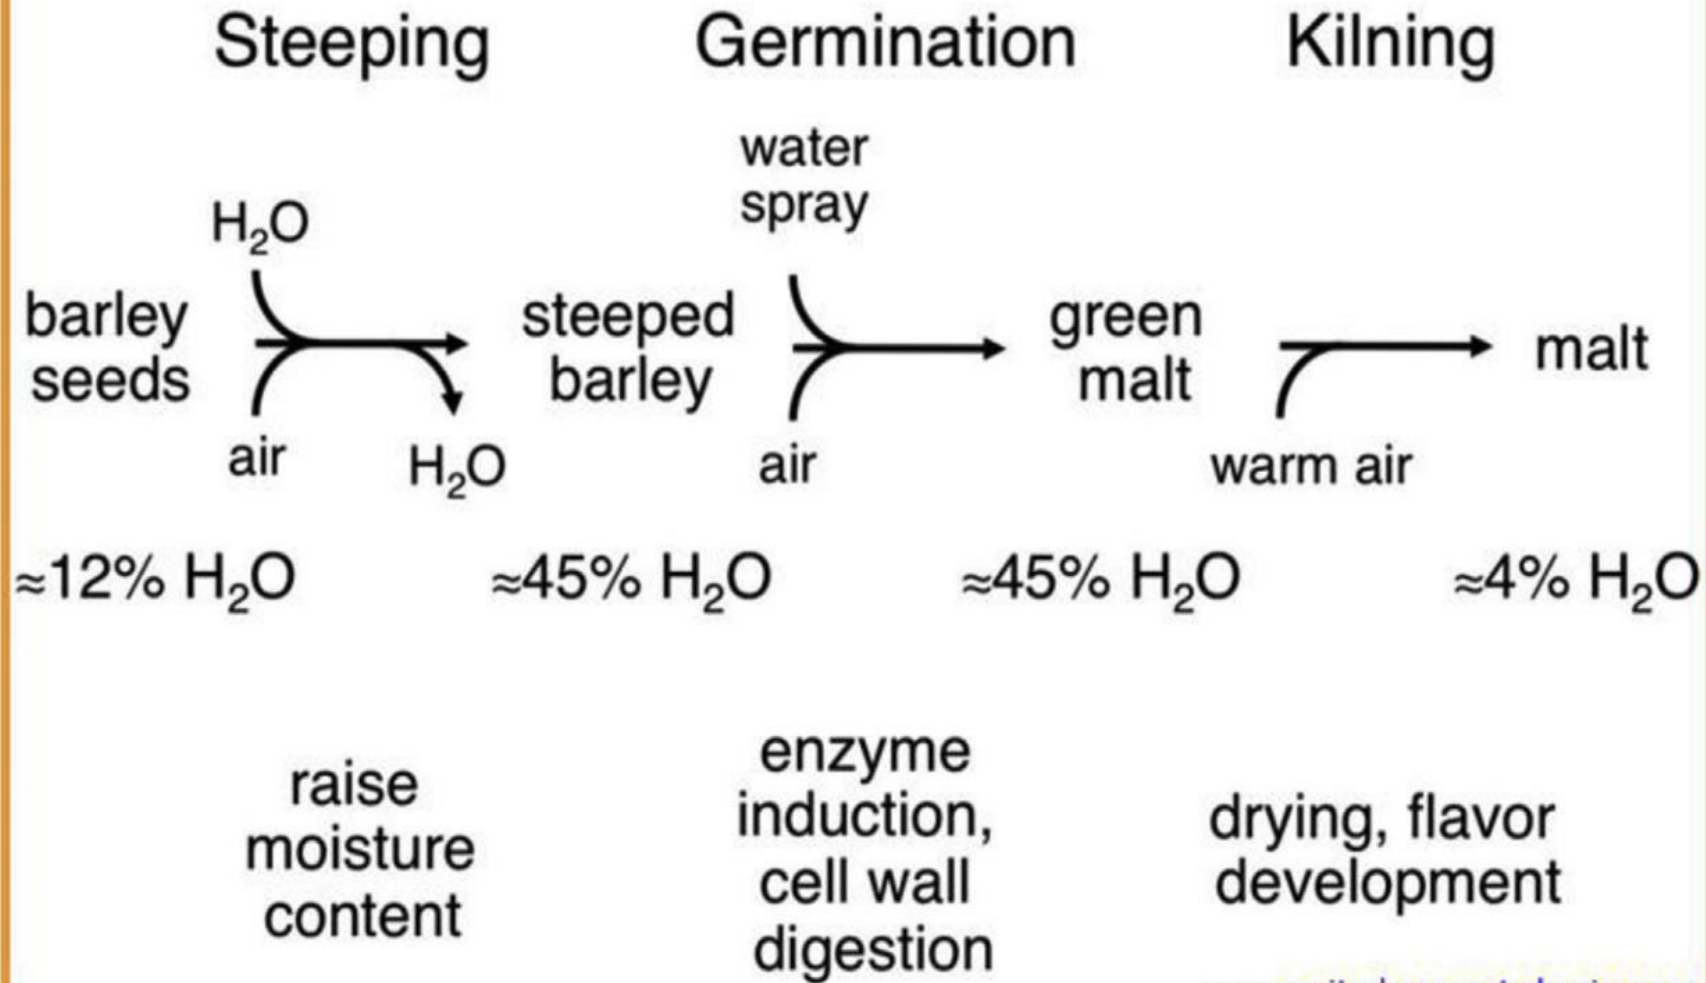 Steeping
Germination
Kilning
water
spray
H₂O
barley
seeds
air
H₂O
steeped
barley
air
green
malt
warm air
malt
≈12% H₂O
≈45% H₂O
≈45% H₂O
≈4% H₂O
raise
moisture
content
enzyme
induction,
cell wall
digestion
drying, flavor
development